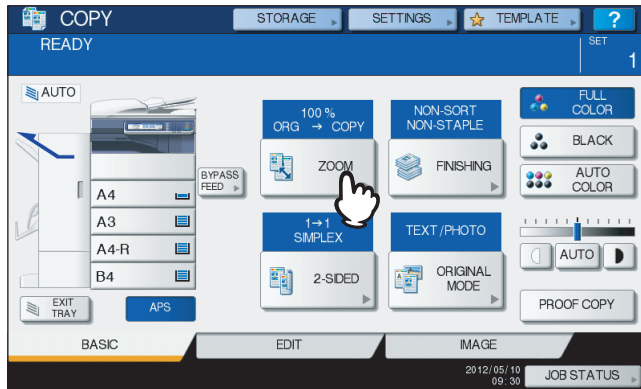 COPY
STORAGE
SETTINGS
TEMPLATE
?
READY
SET
1
AUTO
100%
ORG → COPY
NON-SORT
NON-STAPLE
FULL
COLOR
ZOOM
FINISHING
BLACK
BYPASS
FEED
AUTO
COLOR
A4
A3
A4-R
B4
1→1
SIMPLEX
TEXT/PHOTO
2-SIDED
ORIGINAL
MODE
AUTO
EXIT
TRAY
APS
PROOF COPY
BASIC
EDIT
IMAGE
2012/05/10
09:30
JOB STATUS